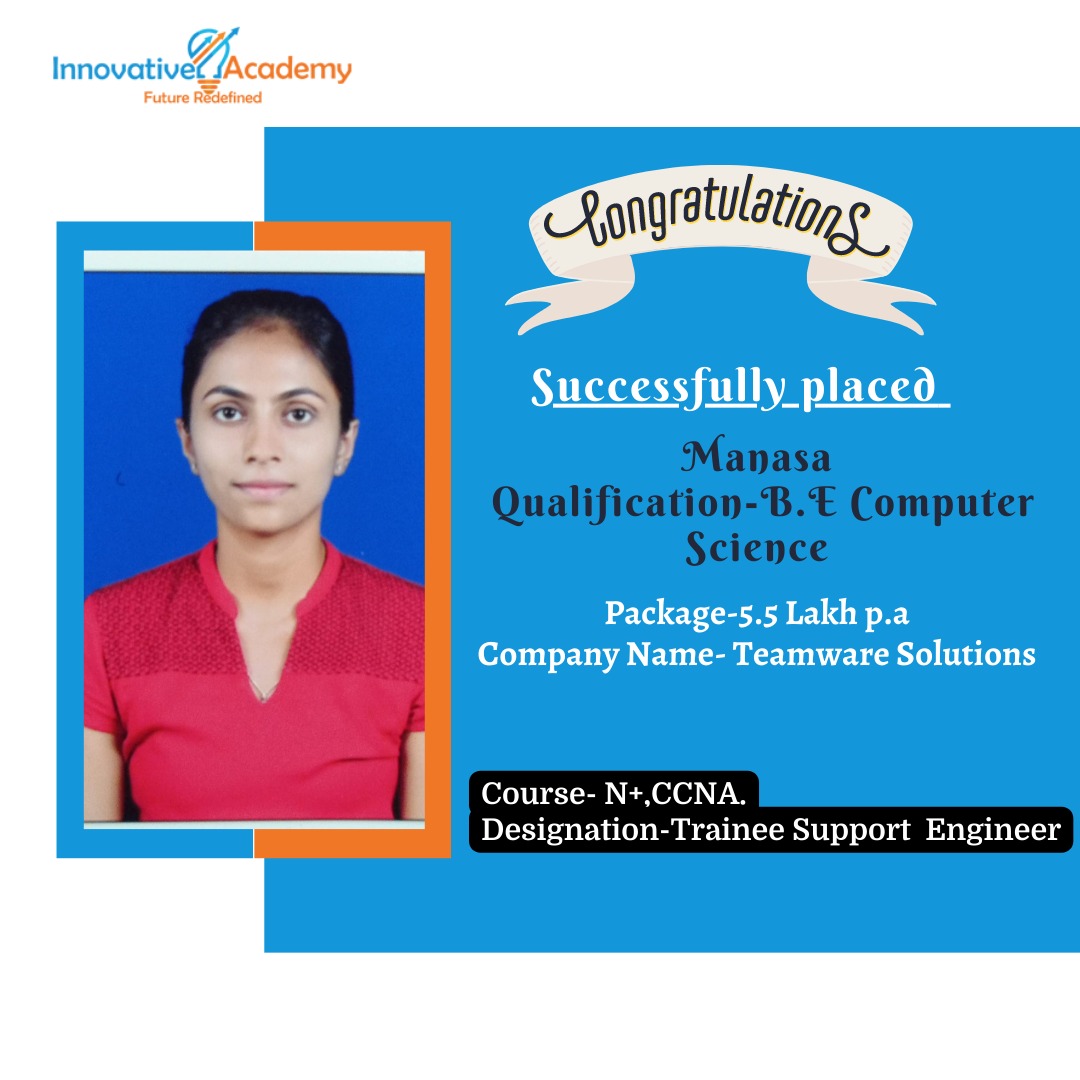 Innovative Academy
Future Redefined
Congratulations
Successfully placed
Manasa
Qualification-B.E Computer
Science
Package-5.5 Lakh p.a
Company Name- Teamware Solutions
Course- N+,CCNA.
Designation-Trainee Support Engineer